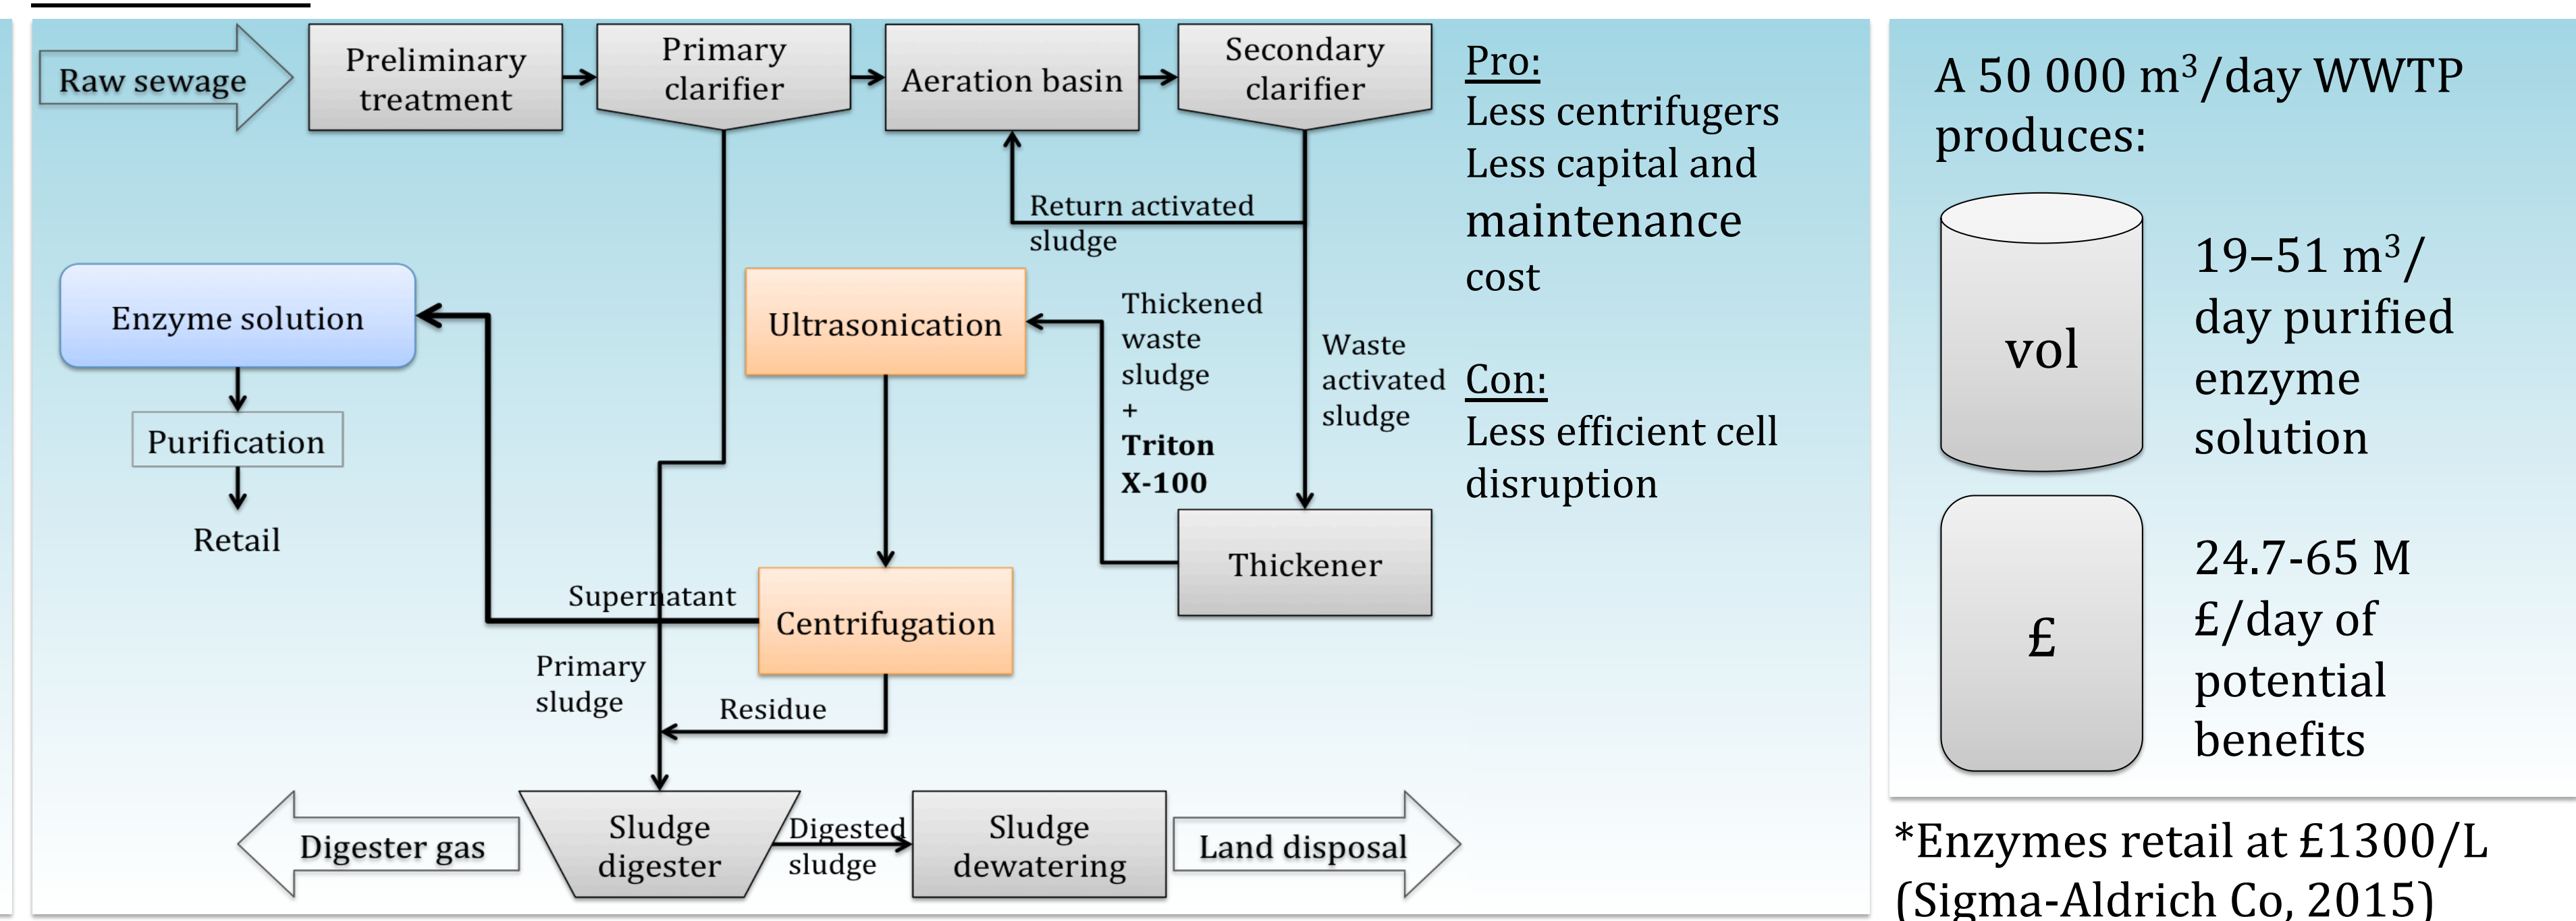 Raw sewage
Preliminary
treatment
Primary
clarifier
Aeration basin
Secondary
clarifier
Return activated
sludge
Enzyme solution
Purification
Retail
Ultrasonication
Thickened
waste
sludge
+
Triton
X-100
Waste
activated
sludge
Thickener
Supernatant
Centrifugation
Primary
sludge
Residue
Digester gas
Sludge
digester
Digested
sludge
Sludge
dewatering
Land disposal
Pro:
Less centrifugers
Less capital and
maintenance
cost
Con:
Less efficient cell
disruption
A 50 000 m³/day WWTP
produces:
vol
19–51 m³/
day purified
enzyme
solution
£
24.7-65 M
£/day of
potential
benefits
*Enzymes retail at £1300/L
(Sigma-Aldrich Co, 2015)